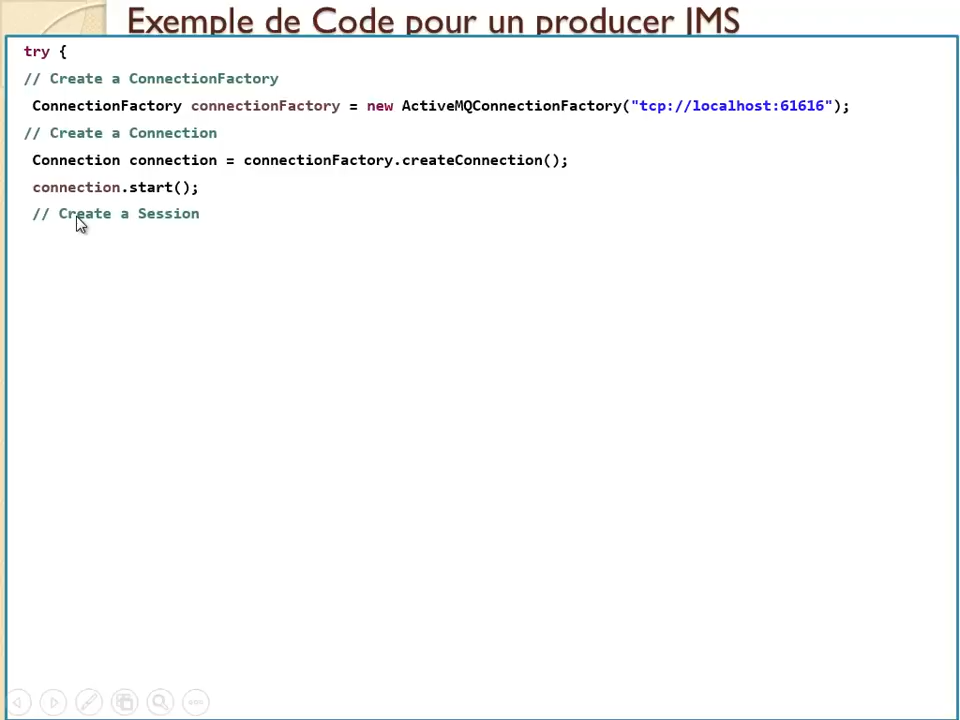 Exemple de Code pour un producer JMS
try {
// Create a ConnectionFactory
ConnectionFactory connectionFactory = new ActiveMQConnectionFactory("tcp://localhost:61616");
// Create a Connection
Connection connection = connectionFactory.createConnection();
connection.start();
// Create a Session